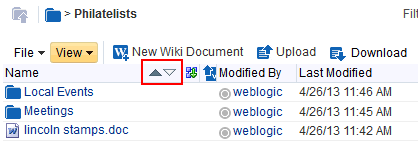 > Philatelists
Filt
File View New Wiki Document Upload Download
Name Modified By Last Modified
Local Events weblogic 4/26/13 11:46 AM
Meetings weblogic 4/26/13 11:45 AM
lincoln stamps.doc weblogic 4/26/13 11:42 AM